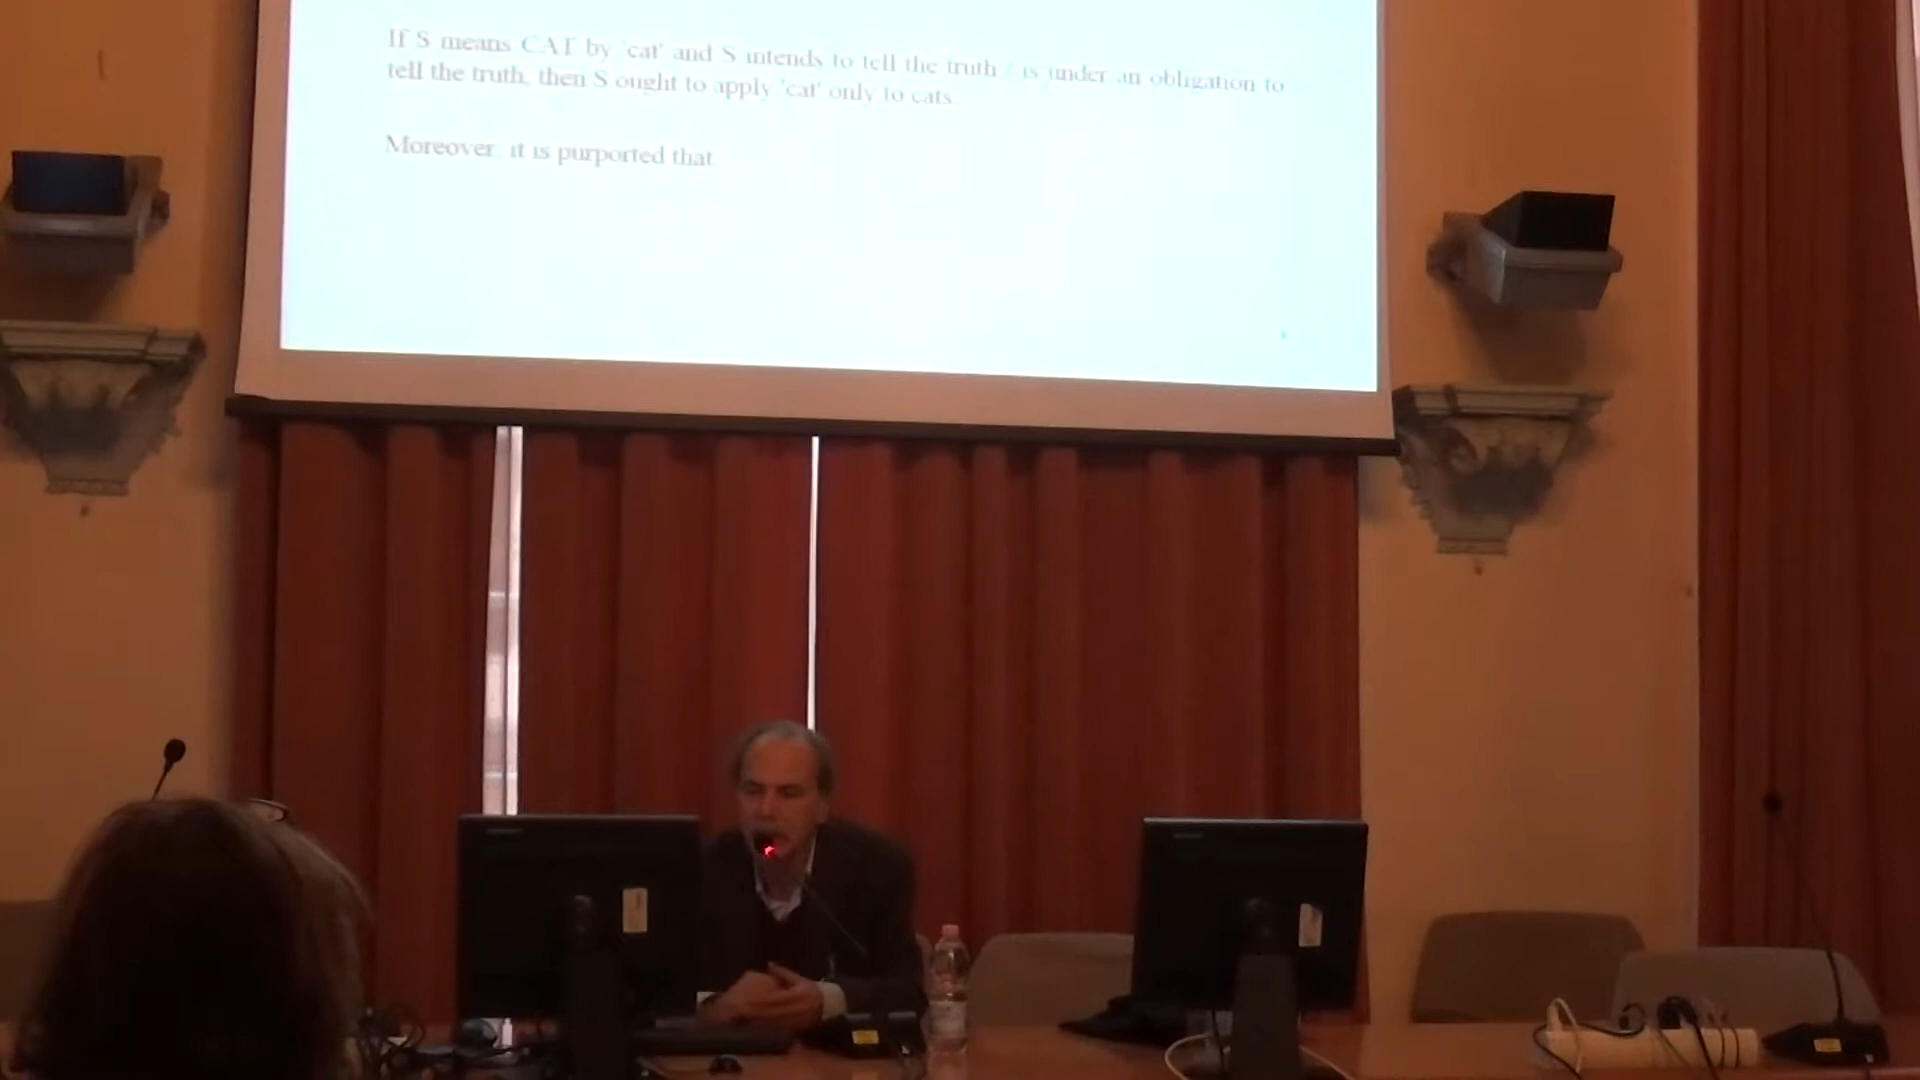 If S means CAT by 'cat' and S intends to tell the truth / is under an obligation to
tell the truth, then S ought to apply 'cat' only to cats
Moreover, it is purported that